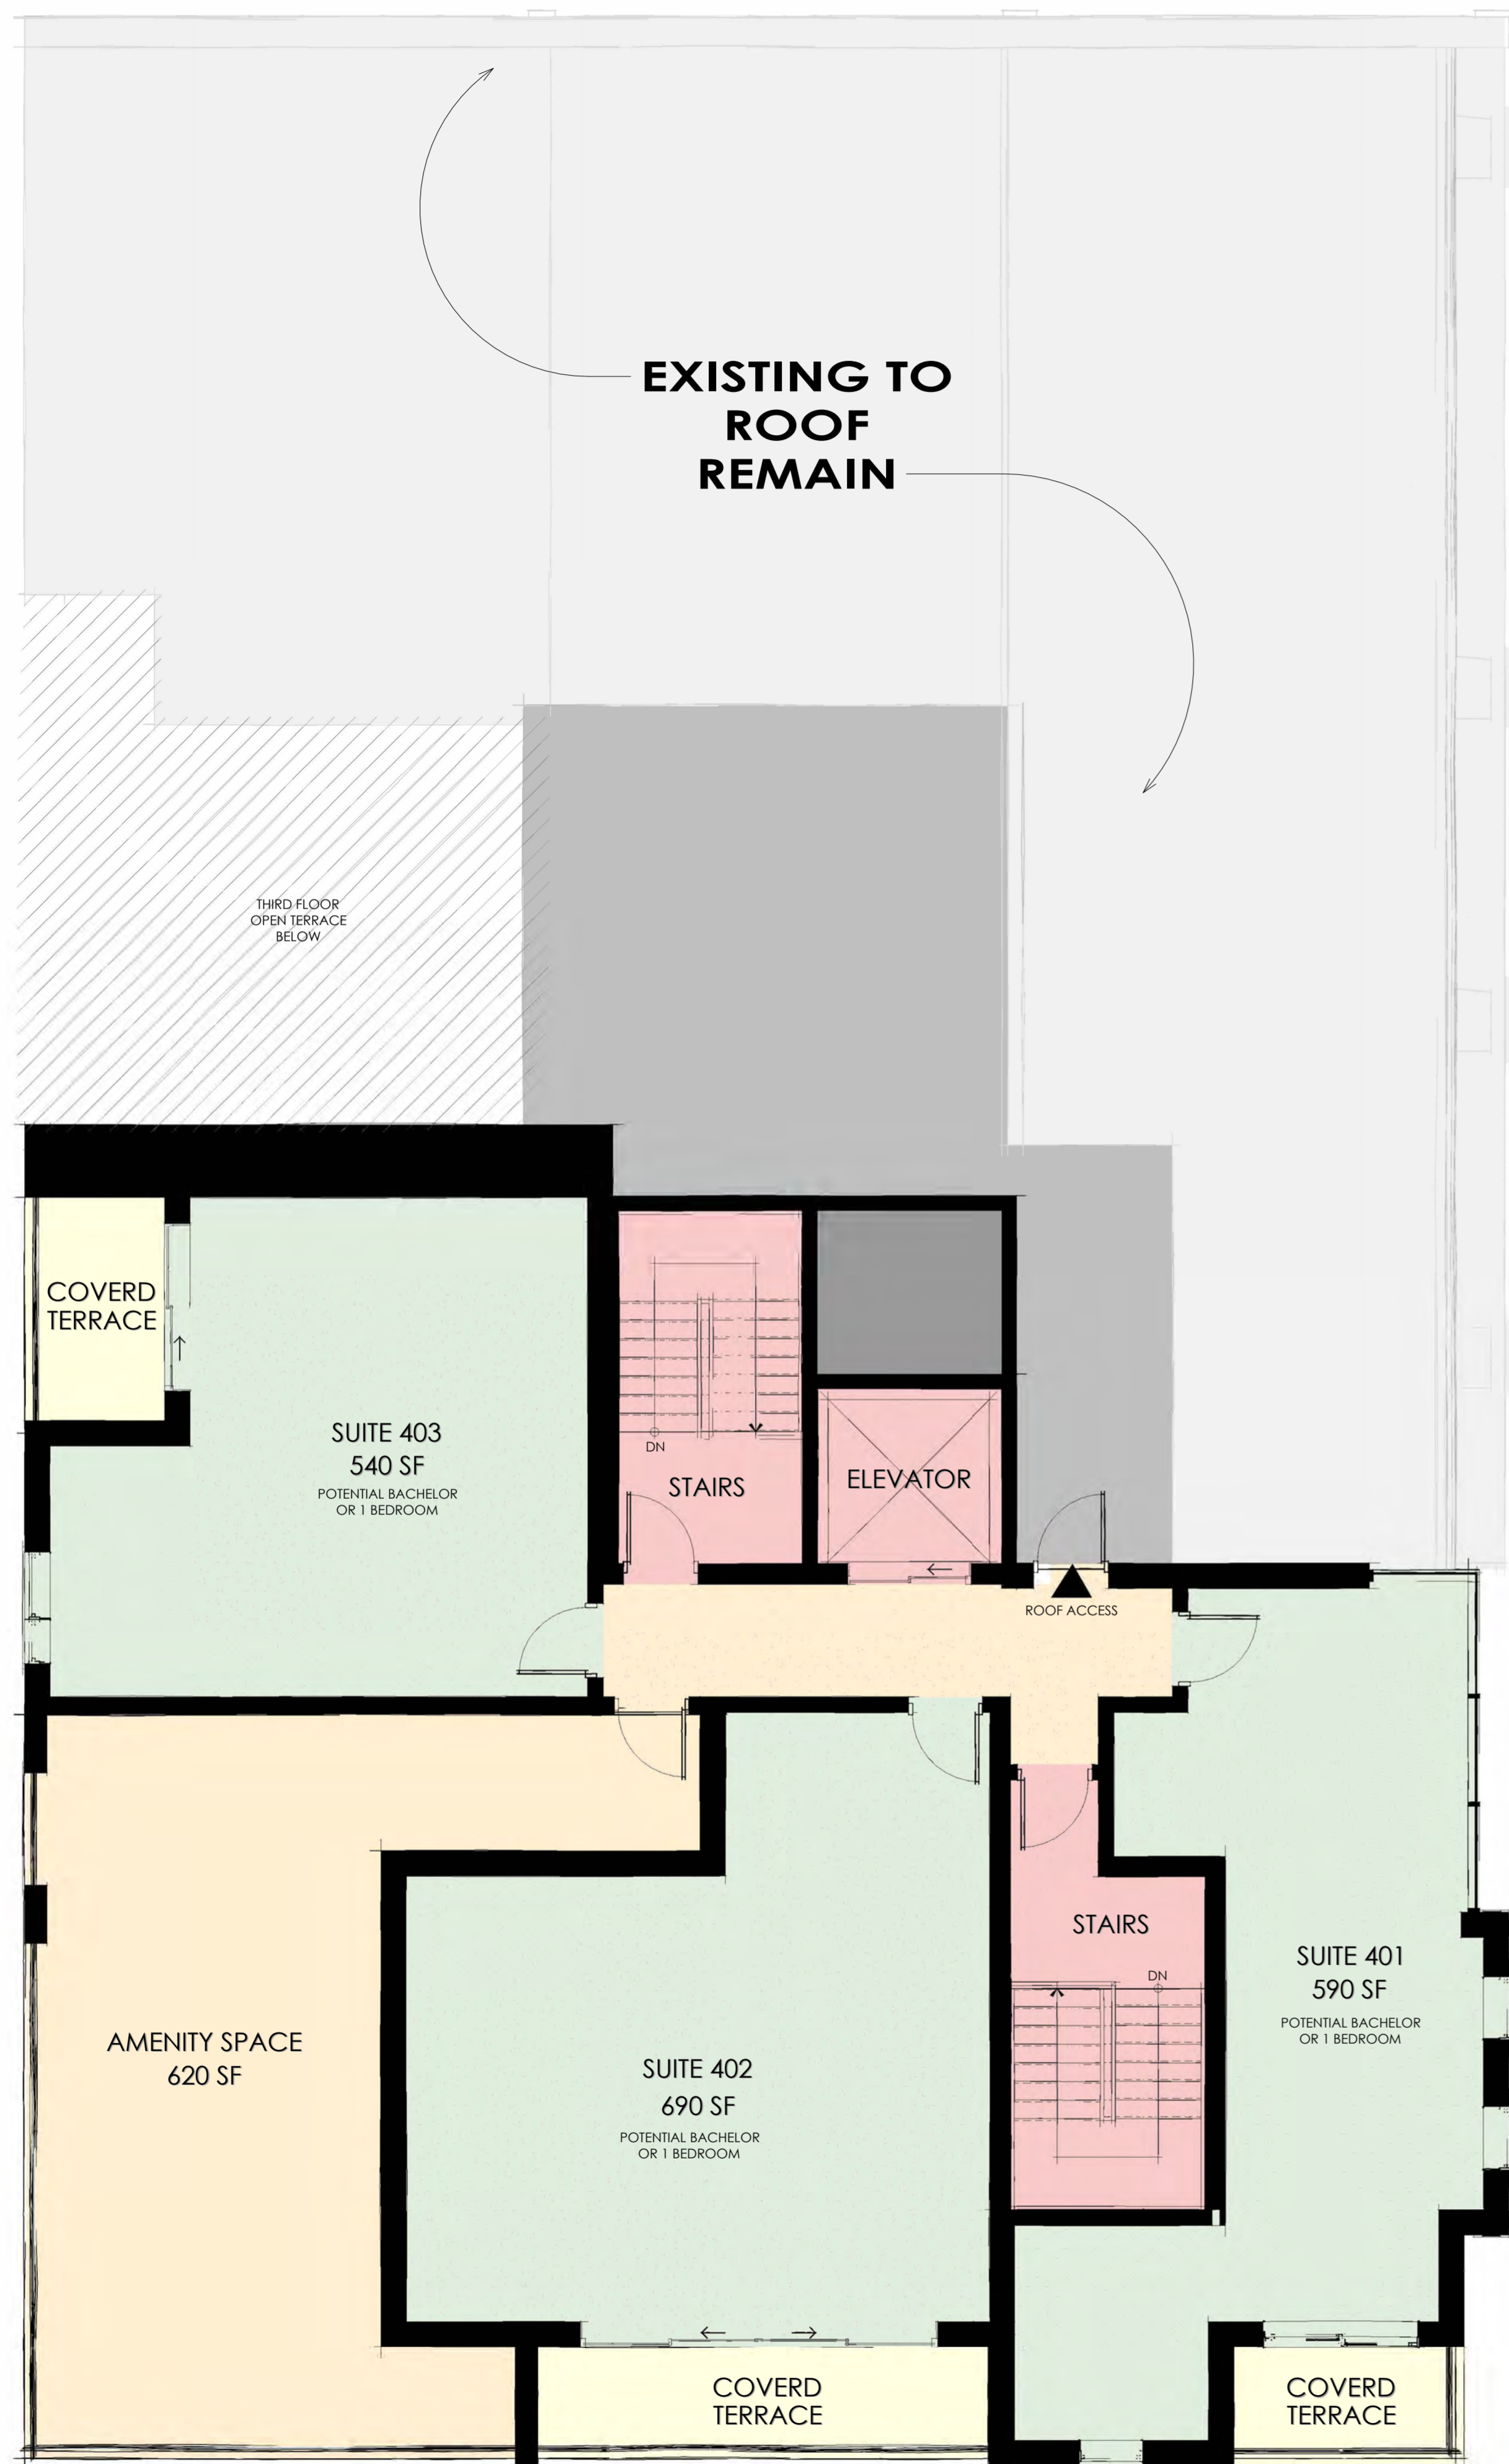 EXISTING TO
ROOF
REMAIN
THIRD FLOOR
OPEN TERRACE
BELOW
COVERD
TERRACE
SUITE 403
540 SF
POTENTIAL BACHELOR
OR 1 BEDROOM
DN
STAIRS
ELEVATOR
ROOF ACCESS
STAIRS
DN
SUITE 401
590 SF
POTENTIAL BACHELOR
OR 1 BEDROOM
AMENITY SPACE
620 SF
SUITE 402
690 SF
POTENTIAL BACHELOR
OR 1 BEDROOM
COVERD
TERRACE
COVERD
TERRACE